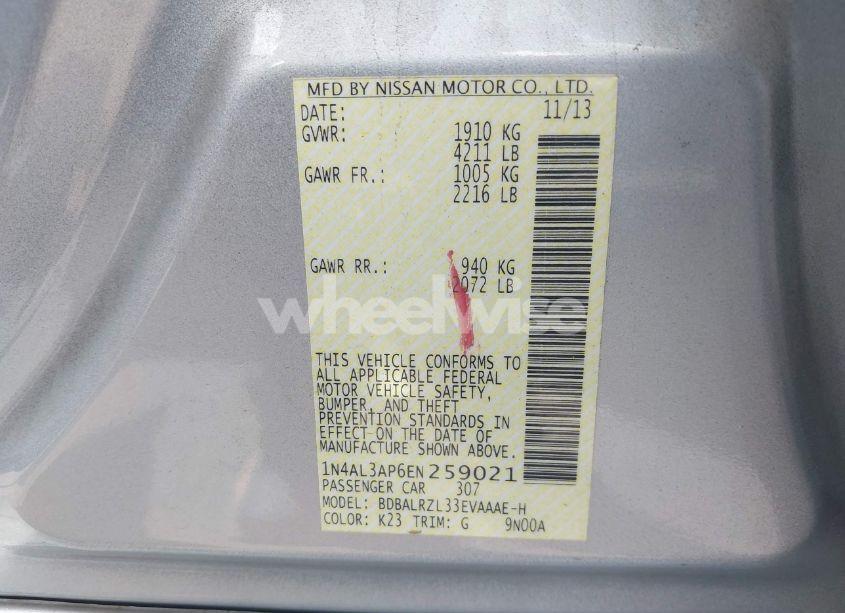 MFD BY NISSAN MOTOR CO., LTD.
DATE: 11/13
GVWR: 1910 KG
4211 LB
GAWR FR.: 1005 KG
2216 LB
GAWR RR.: 940 KG
2072 LB
wheelwise
THIS VEHICLE CONFORMS TO
ALL APPLICABLE FEDERAL
MOTOR VEHICLE SAFETY,
BUMPER, AND THEFT
PREVENTION STANDARDS IN
EFFECT ON THE DATE OF
MANUFACTURE SHOWN ABOVE.
1N4AL3AP6EN259021
PASSENGER CAR 307
MODEL: BDBALRZL33EVAAAE-H
COLOR: K23 TRIM: G 9N00A